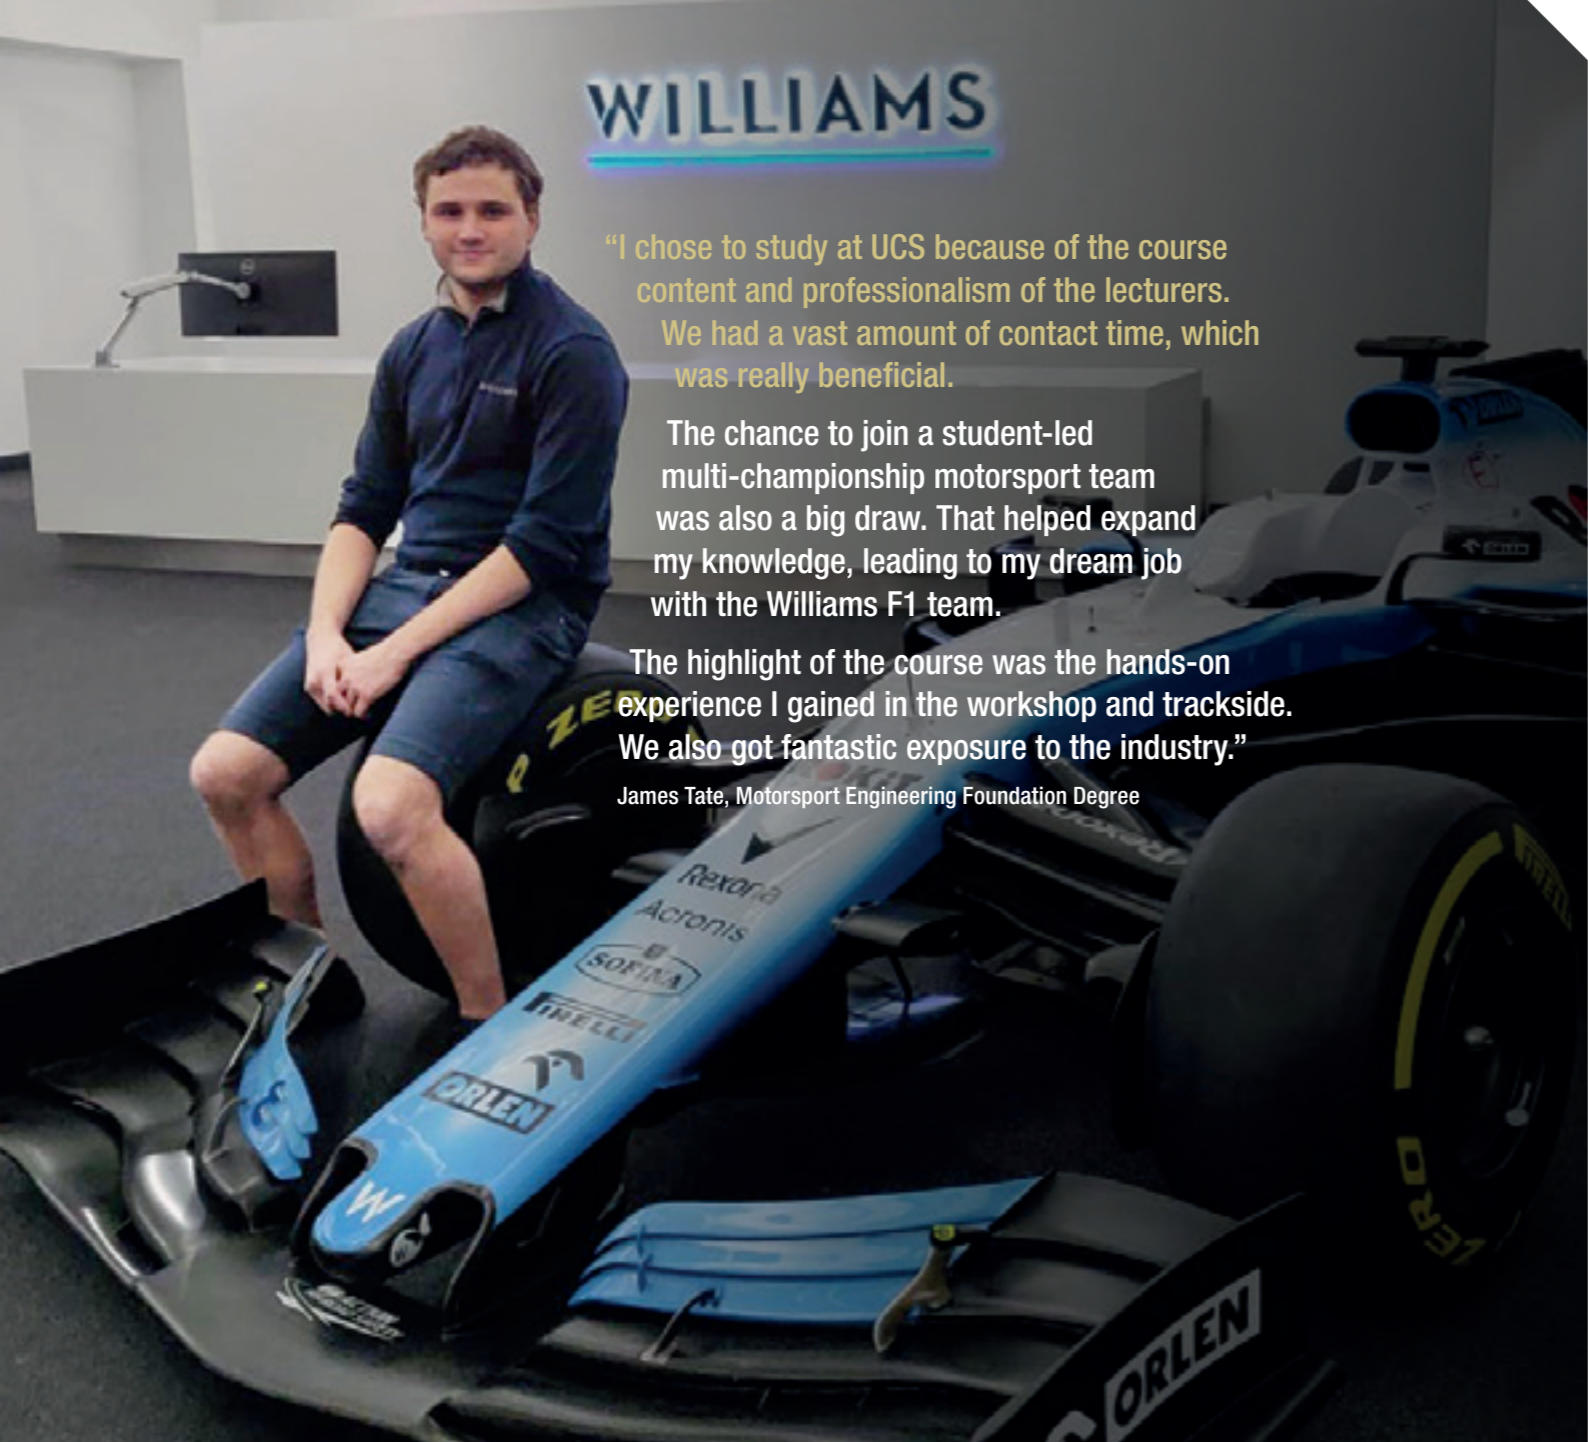 WILLIAMS
“I chose to study at UCS because of the course
content and professionalism of the lecturers.
We had a vast amount of contact time, which
was really beneficial.
The chance to join a student-led
multi-championship motorsport team
was also a big draw. That helped expand
my knowledge, leading to my dream job
with the Williams F1 team.
The highlight of the course was the hands-on
experience I gained in the workshop and trackside.
We also got fantastic exposure to the industry.”
James Tate, Motorsport Engineering Foundation Degree
Rexona
Rexona
Acronis
SOFINA
PIRELLI
PIRELLI
ORLEN
W
ZERO
ORLEN